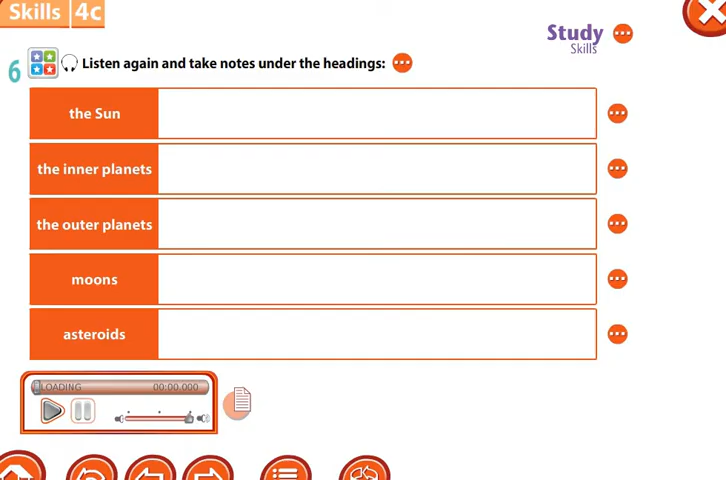 Skills 4c
Study
Skills
6 Listen again and take notes under the headings:
the Sun
the inner planets
the outer planets
moons
asteroids
LOADING 00:00.000